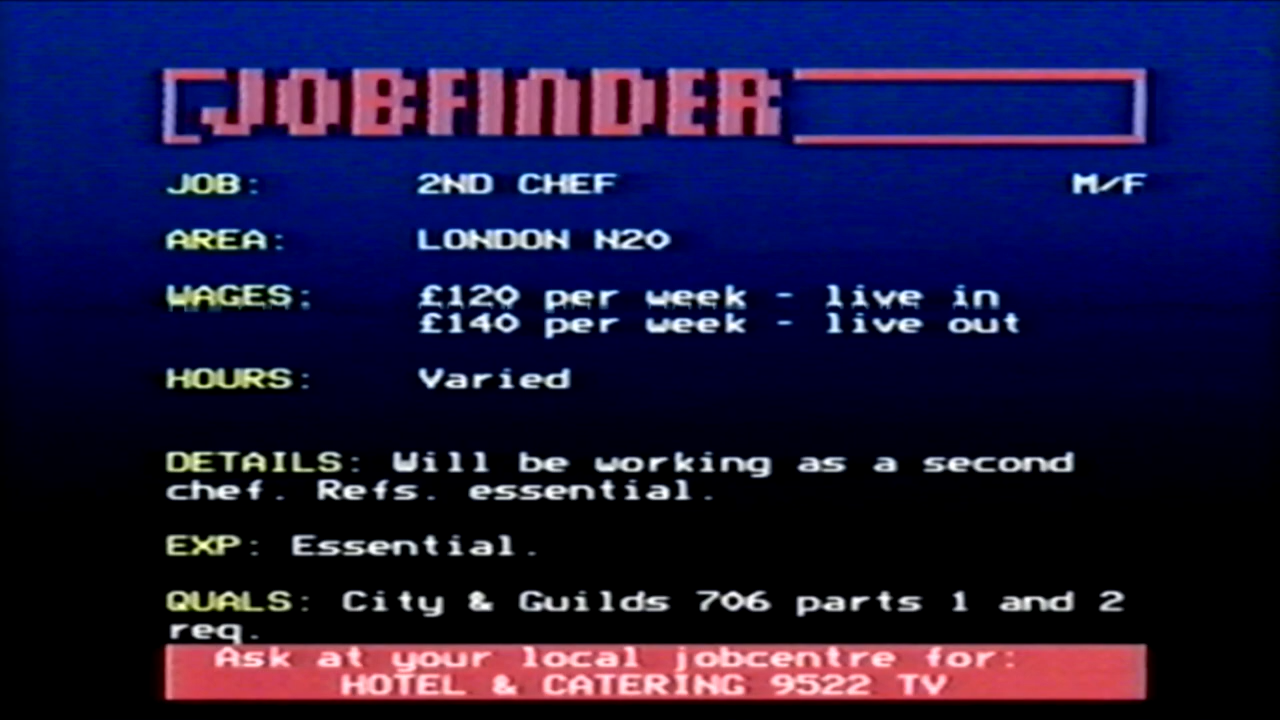 JOBFINDER
JOB: 2ND CHEF M/F
AREA: LONDON N20
WAGES: £120 per week - live in
£140 per week - live out
HOURS: Varied
DETAILS: Will be working as a second
chef. Refs. essential.
EXP: Essential.
QUALS: City & Guilds 706 parts 1 and 2
req.
Ask at your local jobcentre for:
HOTEL & CATERING 9522 TV